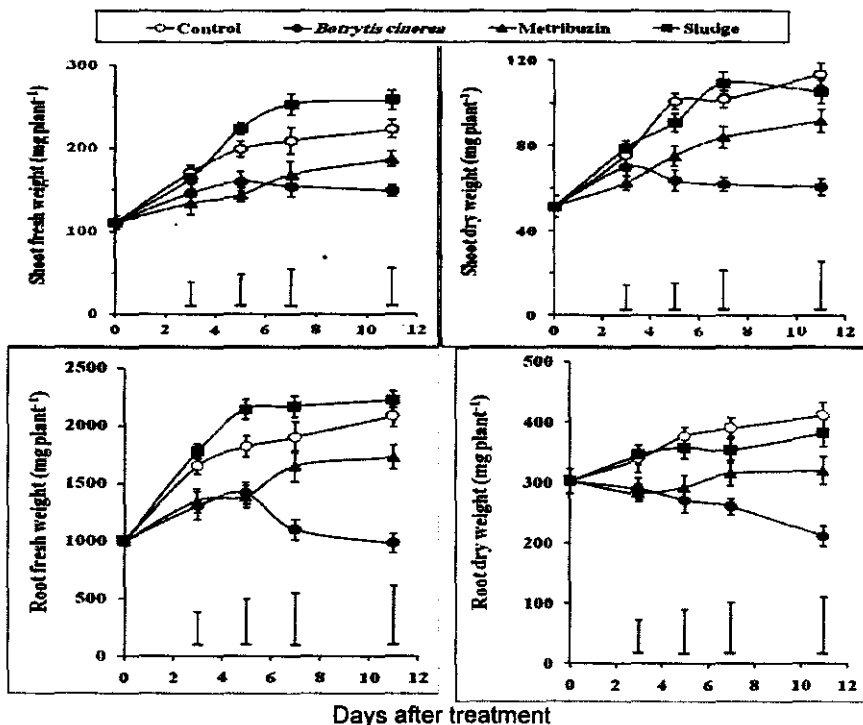 Control Botrytis cinerea Metribuzin Sludge
Shoot fresh weight (mg plant-1)
300
200
100
0
0 2 4 6 8 10 12
Shoot dry weight (mg plant-1)
120
80
40
0
0 2 4 6 8 10 12
Root fresh weight (mg plant-1)
2500
2000
1500
1000
500
0
0 2 4 6 8 10 12
Root dry weight (mg plant-1)
500
400
300
200
100
0
0 2 4 6 8 10 12
Days after treatment